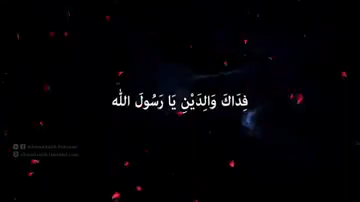 فِدَاكَ وَالِدَيْنِ يَا رَسُولَ اللّٰه